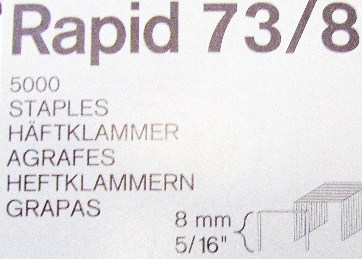 Rapid 73/8
5000
STAPLES
HÄFTKLAMMER
AGRAFES
HEFTKLAMMERN
GRAPAS
8 mm
5/16"